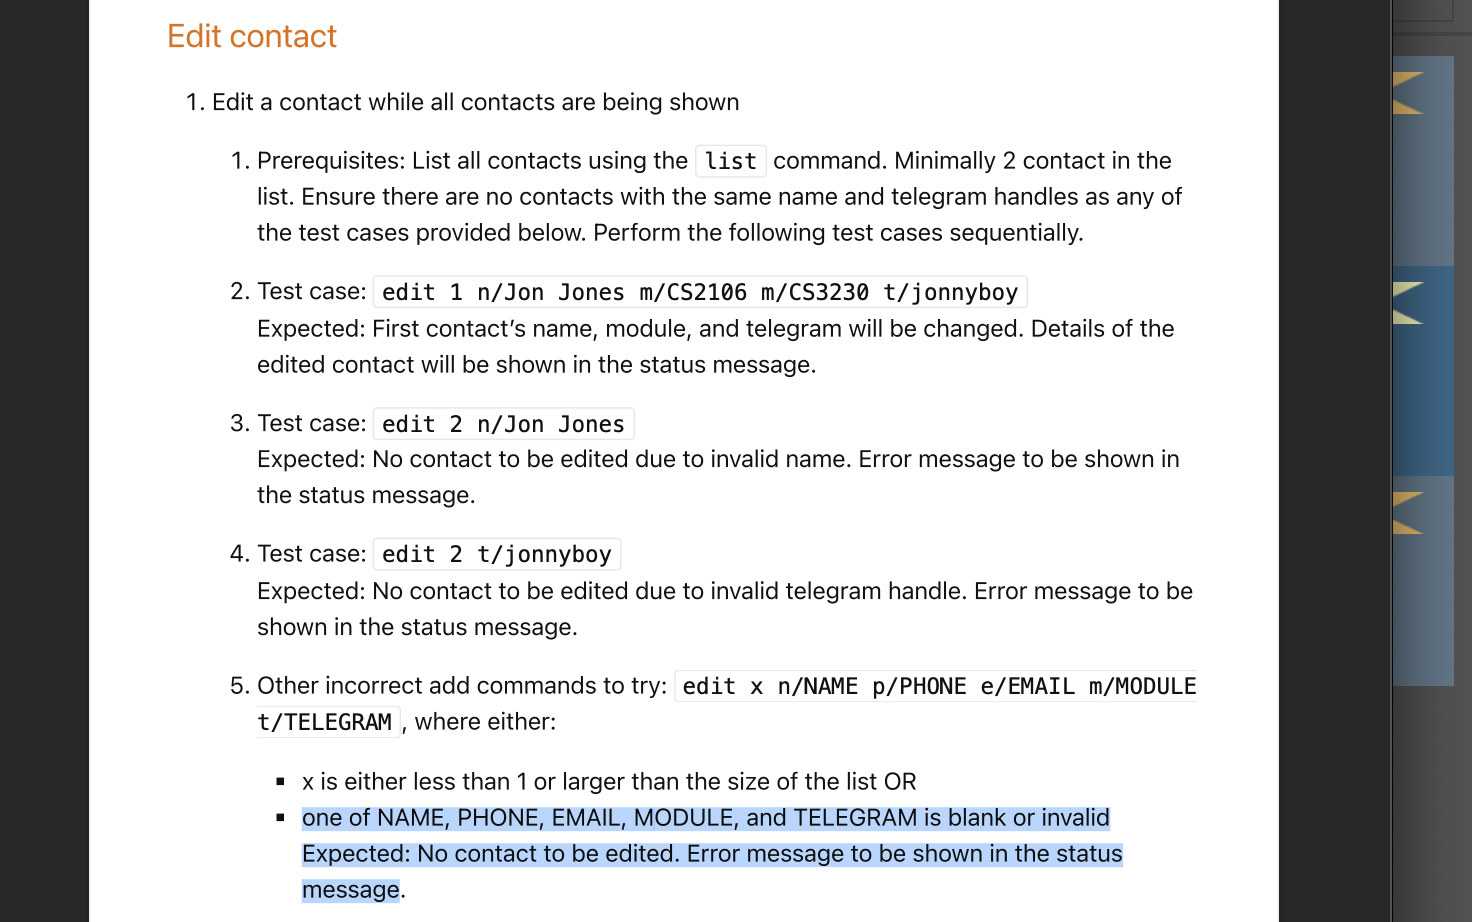 Edit contact
1. Edit a contact while all contacts are being shown
1. Prerequisites: List all contacts using the list command. Minimally 2 contact in the
list. Ensure there are no contacts with the same name and telegram handles as any of
the test cases provided below. Perform the following test cases sequentially.
2. Test case: edit 1 n/Jon Jones m/CS2106 m/CS3230 t/jonnyboy
Expected: First contact’s name, module, and telegram will be changed. Details of the
edited contact will be shown in the status message.
3. Test case: edit 2 n/Jon Jones
Expected: No contact to be edited due to invalid name. Error message to be shown in
the status message.
4. Test case: edit 2 t/jonnyboy
Expected: No contact to be edited due to invalid telegram handle. Error message to be
shown in the status message.
5. Other incorrect add commands to try: edit x n/NAME p/PHONE e/EMAIL m/MODULE
t/TELEGRAM, where either:
▪ x is either less than 1 or larger than the size of the list OR
▪ one of NAME, PHONE, EMAIL, MODULE, and TELEGRAM is blank or invalid
Expected: No contact to be edited. Error message to be shown in the status
message.